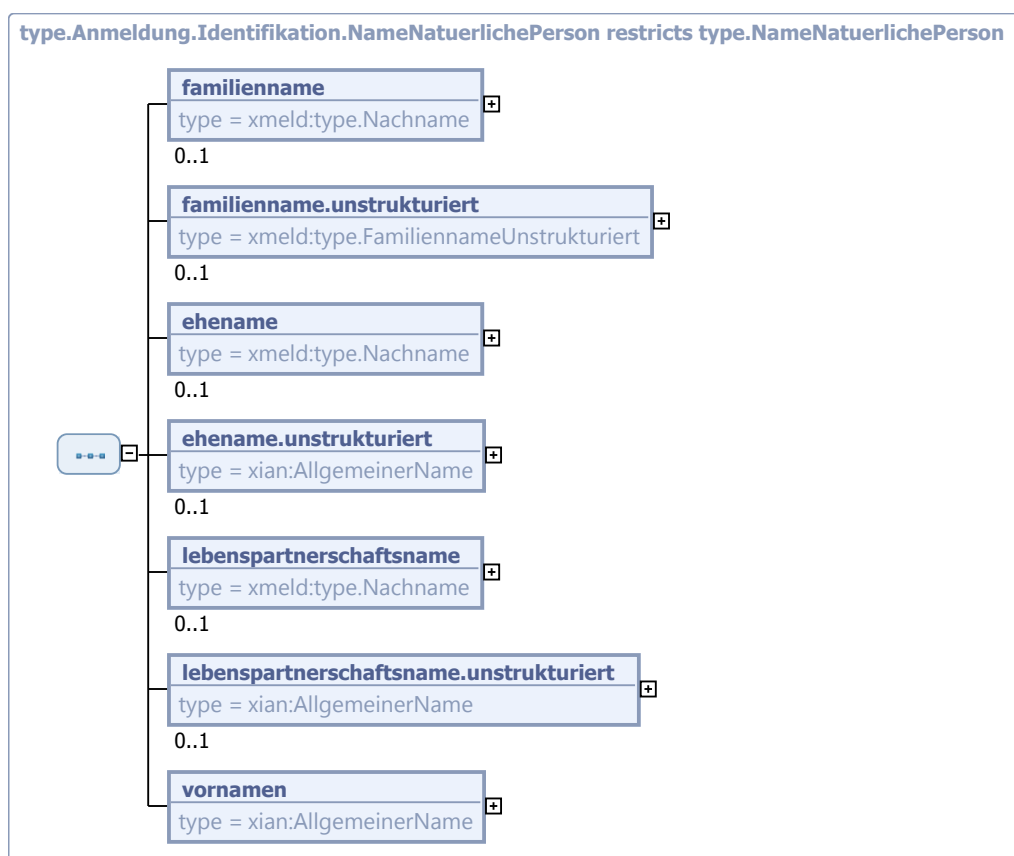 type.Anmeldung.Identifikation.NameNatuerlichePerson restricts type.NameNatuerlichePerson
familienname
type = xmeld:type.Nachname
0..1
familienname.unstrukturiert
type = xmeld:type.FamiliennameUnstrukturiert
0..1
ehename
type = xmeld:type.Nachname
0..1
ehename.unstrukturiert
type = xian:AllgemeinerName
0..1
lebenspartnerschaftsname
type = xmeld:type.Nachname
0..1
lebenspartnerschaftsname.unstrukturiert
type = xian:AllgemeinerName
0..1
vornamen
type = xian:AllgemeinerName